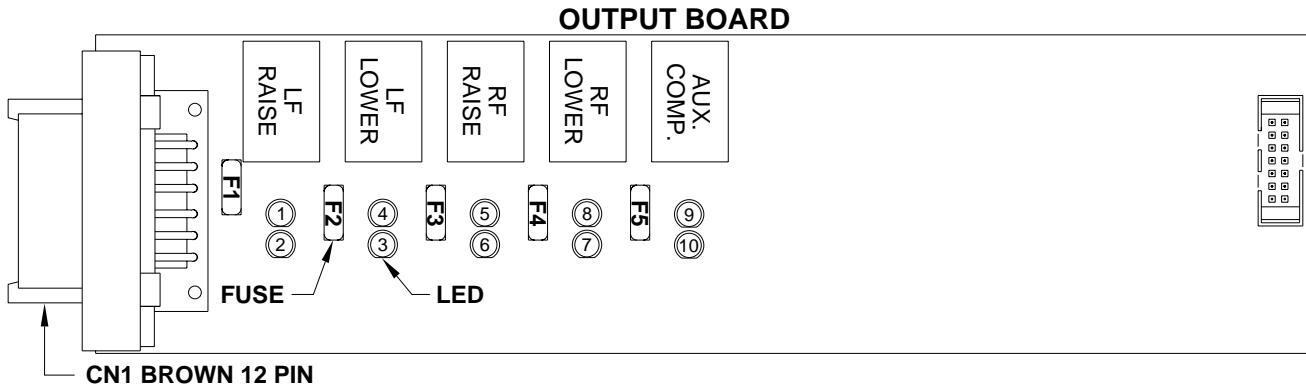 OUTPUT BOARD
LF
RAISE
LF
LOWER
RF
RAISE
RF
LOWER
AUX.
COMP.
F1
F2
F3
F4
F5
1
4
5
8
9
2
3
6
7
10
FUSE
LED
CN1 BROWN 12 PIN